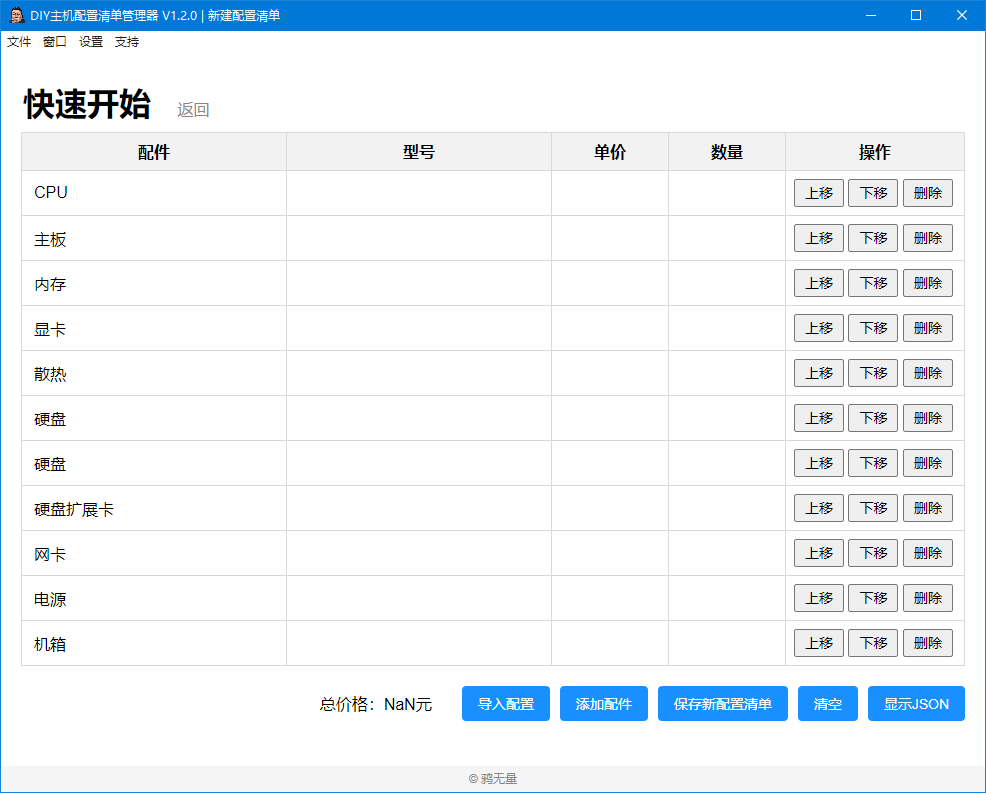 DIY主机配置清单管理器 V1.2.0 | 新建配置清单
文件 窗口 设置 支持
快速开始 返回
配件 型号 单价 数量 操作
CPU 上移 下移 删除
主板 上移 下移 删除
内存 上移 下移 删除
显卡 上移 下移 删除
散热 上移 下移 删除
硬盘 上移 下移 删除
硬盘 上移 下移 删除
硬盘扩展卡 上移 下移 删除
网卡 上移 下移 删除
电源 上移 下移 删除
机箱 上移 下移 删除
总价格：NaN元 导入配置 添加配件 保存新配置清单 清空 显示JSON
© 鸦无量